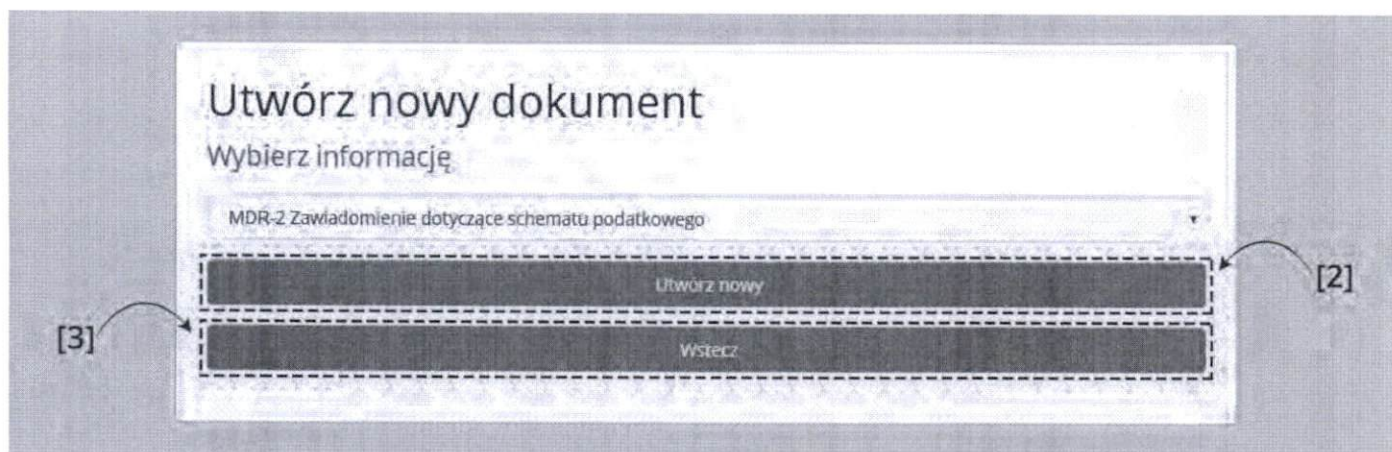 Utwórz nowy dokument
Wybierz informację
MDR-2 Zawiadomienie dotyczące schematu podatkowego
Utwórz nowy
[2]
[3]
Wstecz